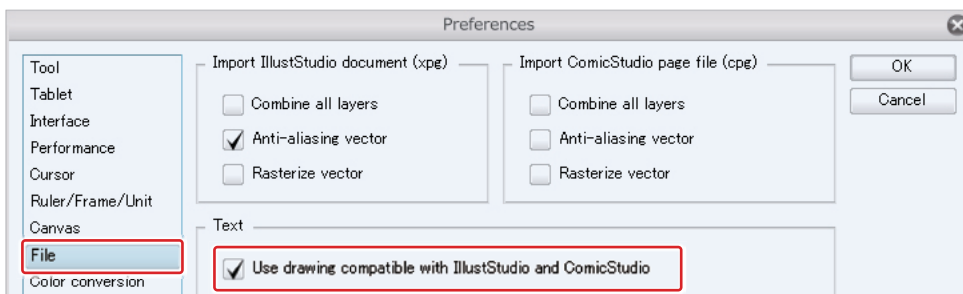 Preferences
Tool
Tablet
Interface
Performance
Cursor
Ruler/Frame/Unit
Canvas
File
Color conversion
Import IllustStudio document (xpg)
Combine all layers
Anti-aliasing vector
Rasterize vector
Import ComicStudio page file (cpg)
Combine all layers
Anti-aliasing vector
Rasterize vector
Text
Use drawing compatible with IllustStudio and ComicStudio
OK
Cancel